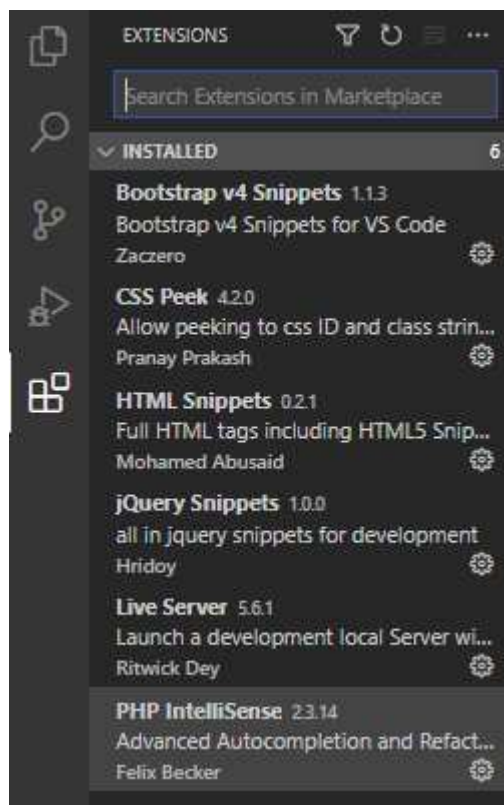 EXTENSIONS
Search Extensions in Marketplace
INSTALLED 6
Bootstrap v4 Snippets 1.1.3
Bootstrap v4 Snippets for VS Code
Zaczero
CSS Peek 4.2.0
Allow peeking to css ID and class strin...
Pranay Prakash
HTML Snippets 0.2.1
Full HTML tags including HTML5 Snip...
Mohamed Abusaid
jQuery Snippets 1.0.0
all in jquery snippets for development
Hridoy
Live Server 5.6.1
Launch a development local Server wi...
Ritwick Dey
PHP IntelliSense 2.3.14
Advanced Autocompletion and Refact...
Felix Becker